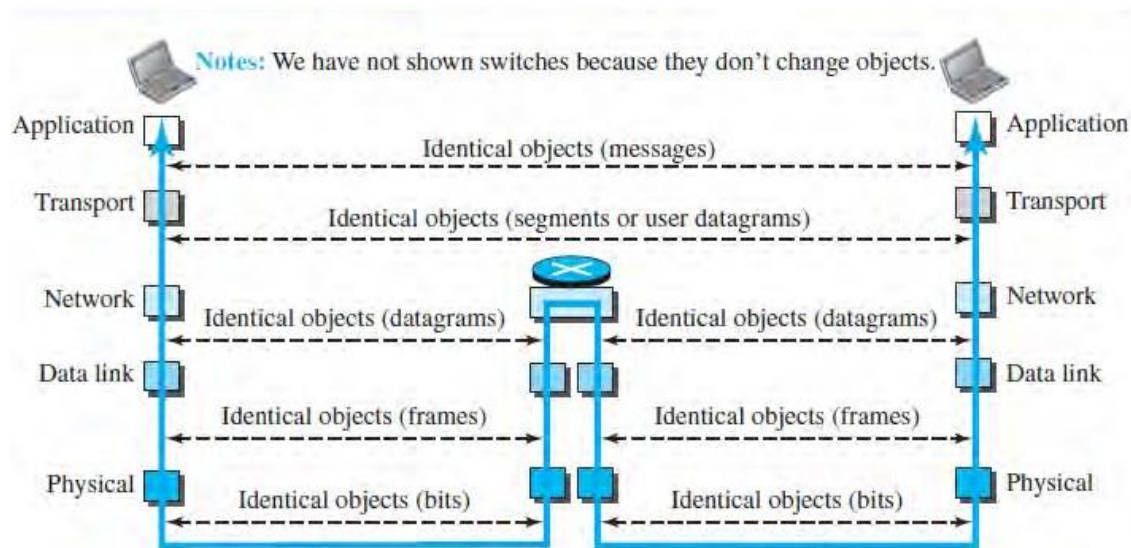 Notes: We have not shown switches because they don't change objects.
Application
Application
Identical objects (messages)
Transport
Transport
Identical objects (segments or user datagrams)
Network
Network
Identical objects (datagrams)
Identical objects (datagrams)
Data link
Data link
Identical objects (frames)
Identical objects (frames)
Physical
Physical
Identical objects (bits)
Identical objects (bits)